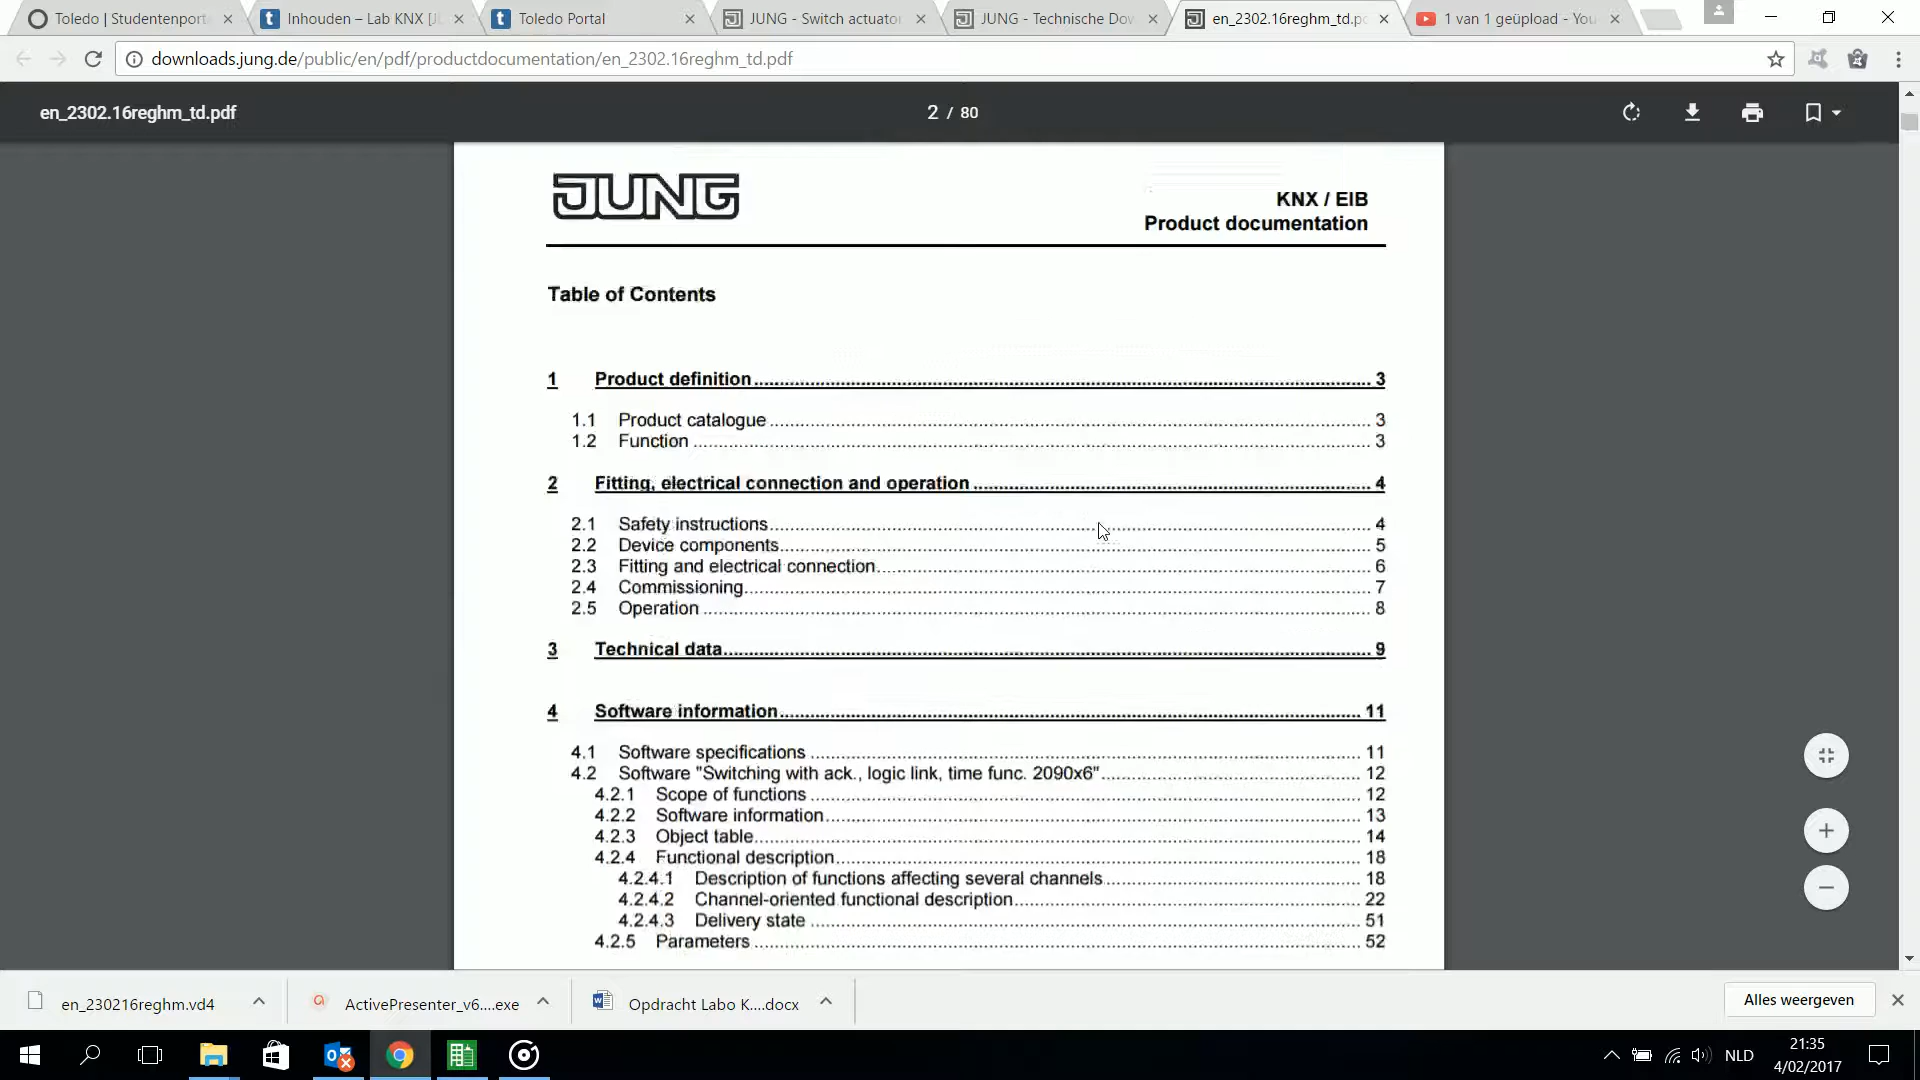 Toledo | Studentenport
Inhouden – Lab KNX [J
Toledo Portal
JUNG - Switch actuator
JUNG - Technische Dow
en_2302.16reghm_td.p
1 van 1 geüpload - You
downloads.jung.de/public/en/pdf/productdocumentation/en_2302.16reghm_td.pdf
en_2302.16reghm_td.pdf
2 / 80
JUNG
KNX / EIB
Product documentation
Table of Contents
1 Product definition 3
1.1 Product catalogue 3
1.2 Function 3
2 Fitting, electrical connection and operation 4
2.1 Safety instructions 4
2.2 Device components 5
2.3 Fitting and electrical connection 6
2.4 Commissioning 7
2.5 Operation 8
3 Technical data 9
4 Software information 11
4.1 Software specifications 11
4.2 Software "Switching with ack., logic link, time func. 2090x6" 12
4.2.1 Scope of functions 12
4.2.2 Software information 13
4.2.3 Object table 14
4.2.4 Functional description 18
4.2.4.1 Description of functions affecting several channels 18
4.2.4.2 Channel-oriented functional description 22
4.2.4.3 Delivery state 51
4.2.5 Parameters 52
en_230216reghm.vd4
ActivePresenter_v6....exe
Opdracht Labo K....docx
Alles weergeven
NLD
21:35
4/02/2017